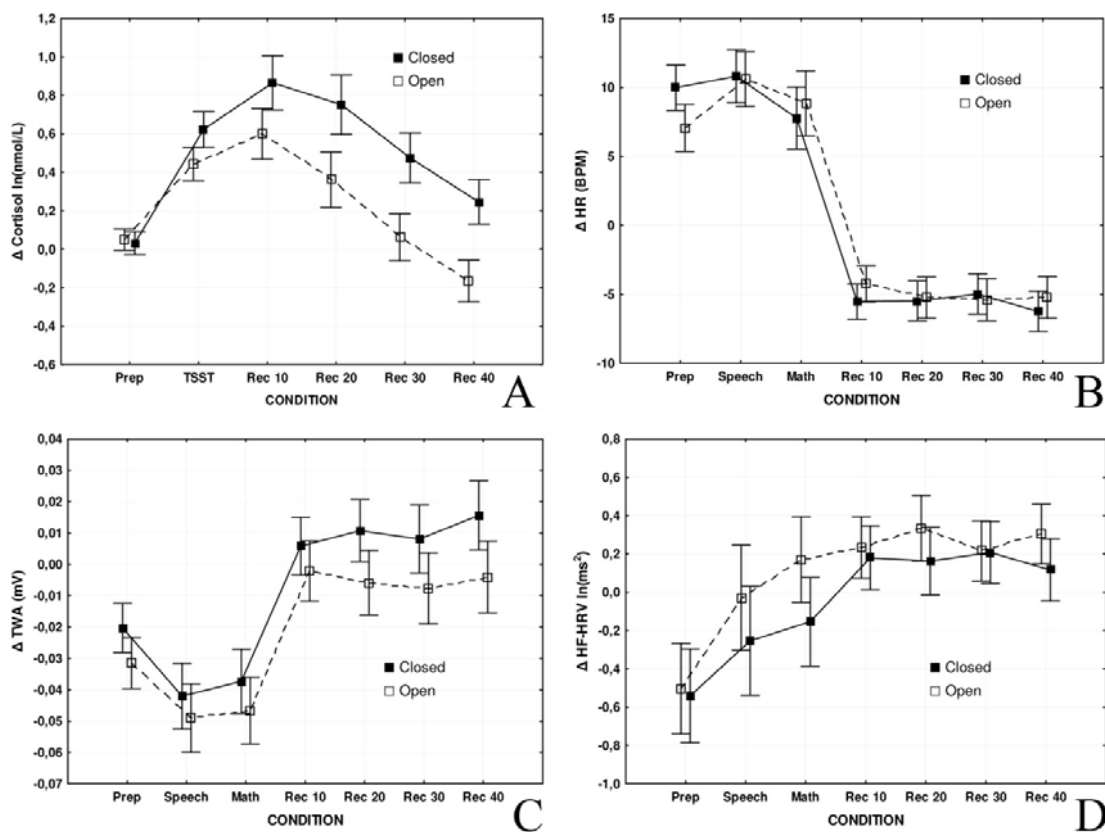 1,2
1,0
0,8
0,6
0,4
0,2
0,0
-0,2
-0,4
-0,6
Δ Cortisol ln(nmol/L)
Closed
Open
Prep TSST Rec 10 Rec 20 Rec 30 Rec 40
CONDITION
A
15
10
5
0
-5
-10
Δ HR (BPM)
Closed
Open
Prep Speech Math Rec 10 Rec 20 Rec 30 Rec 40
CONDITION
B
0,04
0,03
0,02
0,01
0,00
-0,01
-0,02
-0,03
-0,04
-0,05
-0,06
-0,07
Δ TWA (mV)
Closed
Open
Prep Speech Math Rec 10 Rec 20 Rec 30 Rec 40
CONDITION
C
0,8
0,6
0,4
0,2
0,0
-0,2
-0,4
-0,6
-0,8
-1,0
Δ HF-HRV ln(ms²)
Closed
Open
Prep Speech Math Rec 10 Rec 20 Rec 30 Rec 40
CONDITION
D